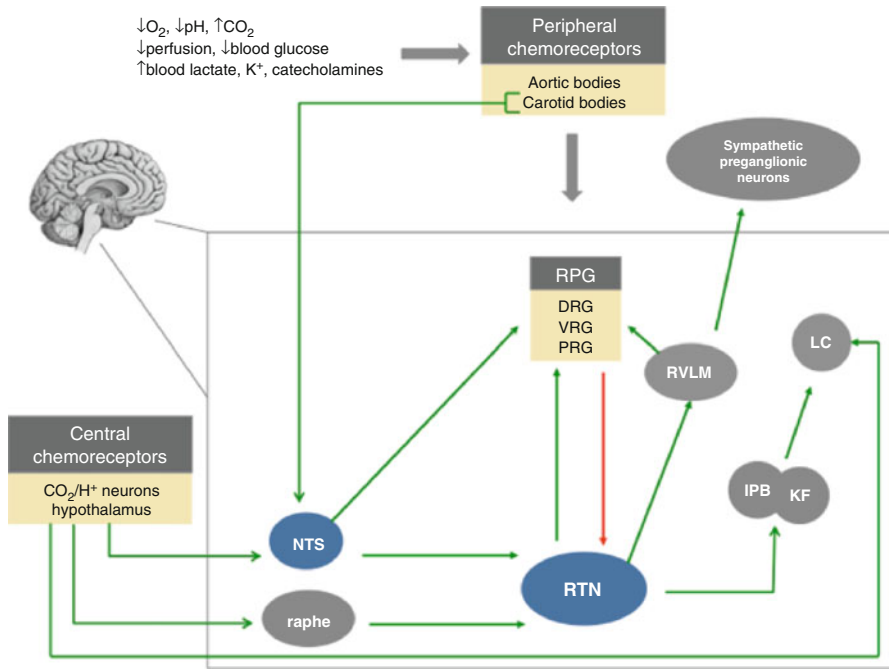 ↓O₂, ↓pH, ↑CO₂
↓perfusion, ↓blood glucose
↑blood lactate, K⁺, catecholamines
Peripheral
chemoreceptors
Aortic bodies
Carotid bodies
Sympathetic
preganglionic
neurons
RPG
DRG
VRG
PRG
RVLM
LC
Central
chemoreceptors
CO₂/H⁺ neurons
hypothalamus
IPB
KF
NTS
RTN
raphe